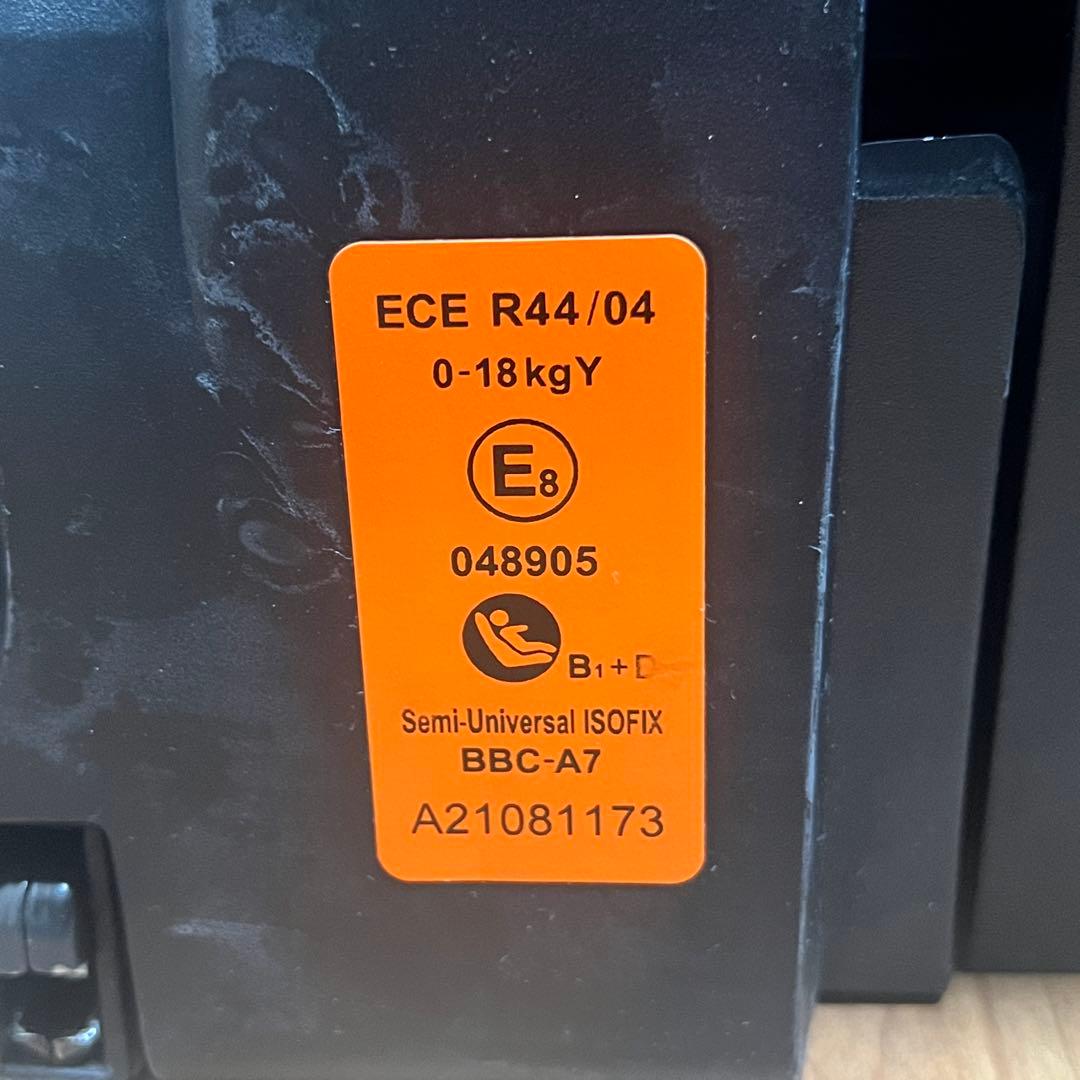 ECE R44/04
0-18kgY
E8
048905
B1+D
Semi-Universal ISOFIX
BBC-A7
A21081173